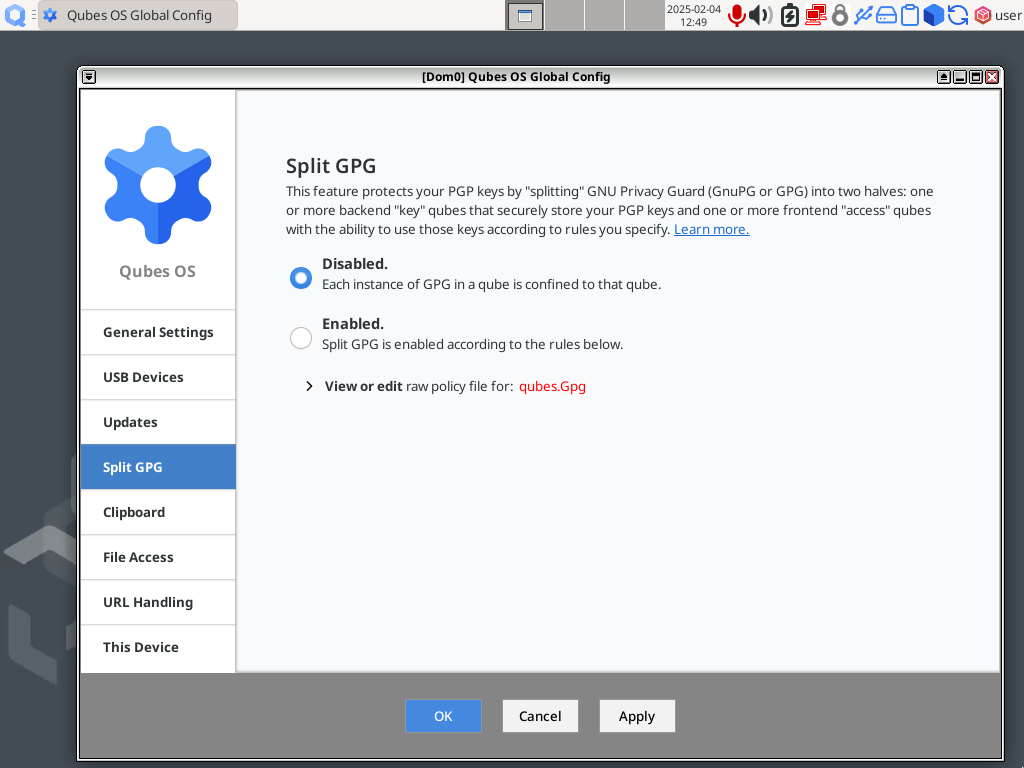 Qubes OS Global Config
2025-02-04
12:49
user
[Dom0] Qubes OS Global Config
Qubes OS
General Settings
USB Devices
Updates
Split GPG
Clipboard
File Access
URL Handling
This Device
Split GPG
This feature protects your PGP keys by "splitting" GNU Privacy Guard (GnuPG or GPG) into two halves: one
or more backend "key" qubes that securely store your PGP keys and one or more frontend "access" qubes
with the ability to use those keys according to rules you specify. Learn more.
Disabled.
Each instance of GPG in a qube is confined to that qube.
Enabled.
Split GPG is enabled according to the rules below.
View or edit raw policy file for: qubes.Gpg
OK
Cancel
Apply